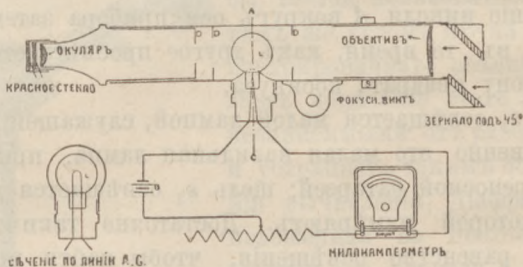 A
ОКУЛЯРЪ
ОБЪЕКТИВЪ
КРАСНОЕ СТЕКЛО
ФОКУСН. ВИНТЪ
ЗЕРКАЛО ПОДЪ 45°
L
B
МИЛЛИАМПЕРМЕТРЪ
СѢЧЕНІЕ ПО ЛИНІИ A.G.